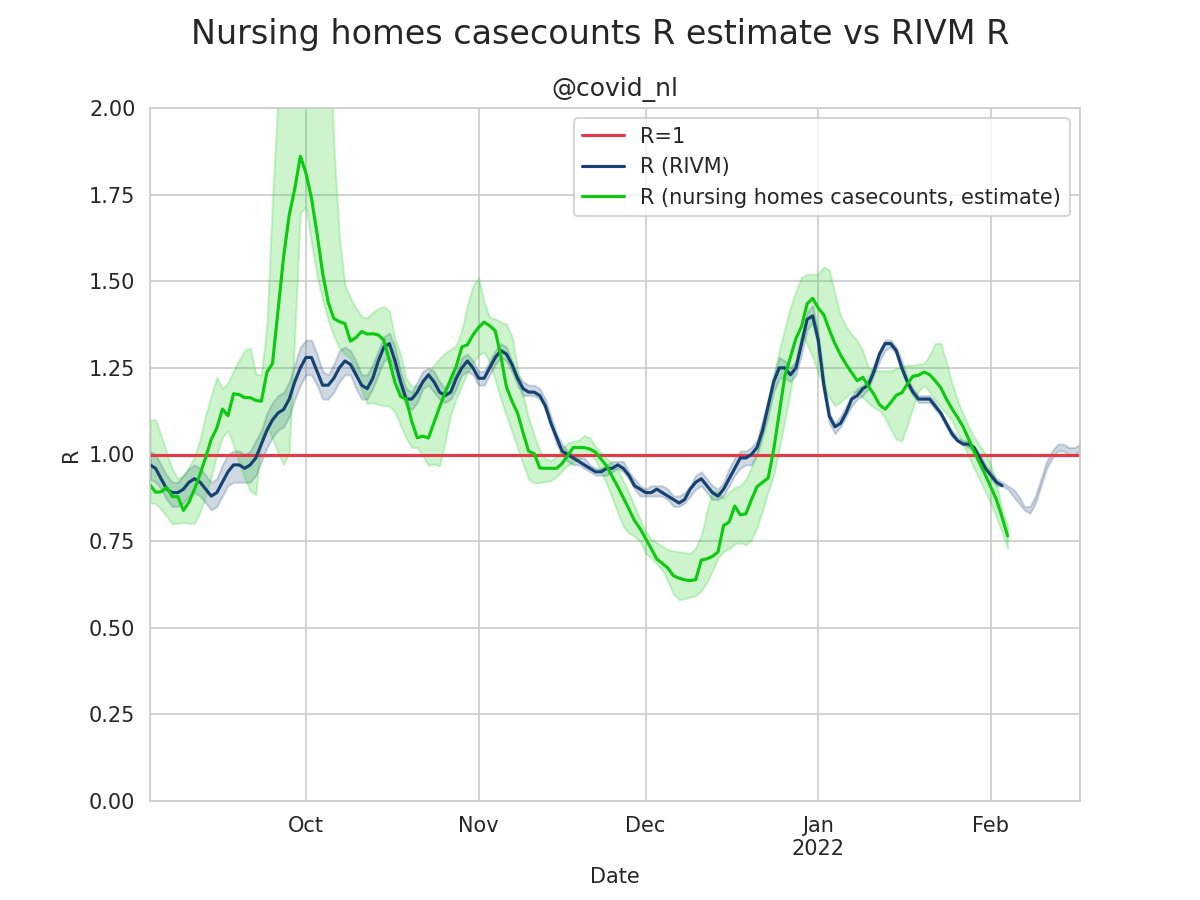 Nursing homes casecounts R estimate vs RIVM R
@covid_nl
R=1
R (RIVM)
R (nursing homes casecounts, estimate)
2.00
1.75
1.50
1.25
1.00
0.75
0.50
0.25
0.00
R
Oct
Nov
Dec
Jan
2022
Feb
Date